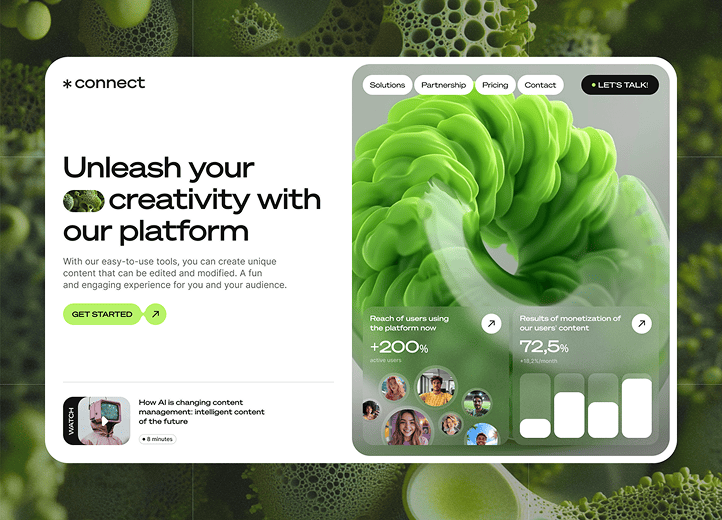 * connect
Solutions
Partnership
Pricing
Contact
LET'S TALK!
Unleash your
creativity with
our platform
With our easy-to-use tools, you can create unique
content that can be edited and modified. A fun
and engaging experience for you and your audience.
GET STARTED
WATCH
How AI is changing content
management: intelligent content
of the future
8 minutes
Reach of users using
the platform now
+200%
active users
Results of monetization of
our users' content
72,5%
+18,2%/month